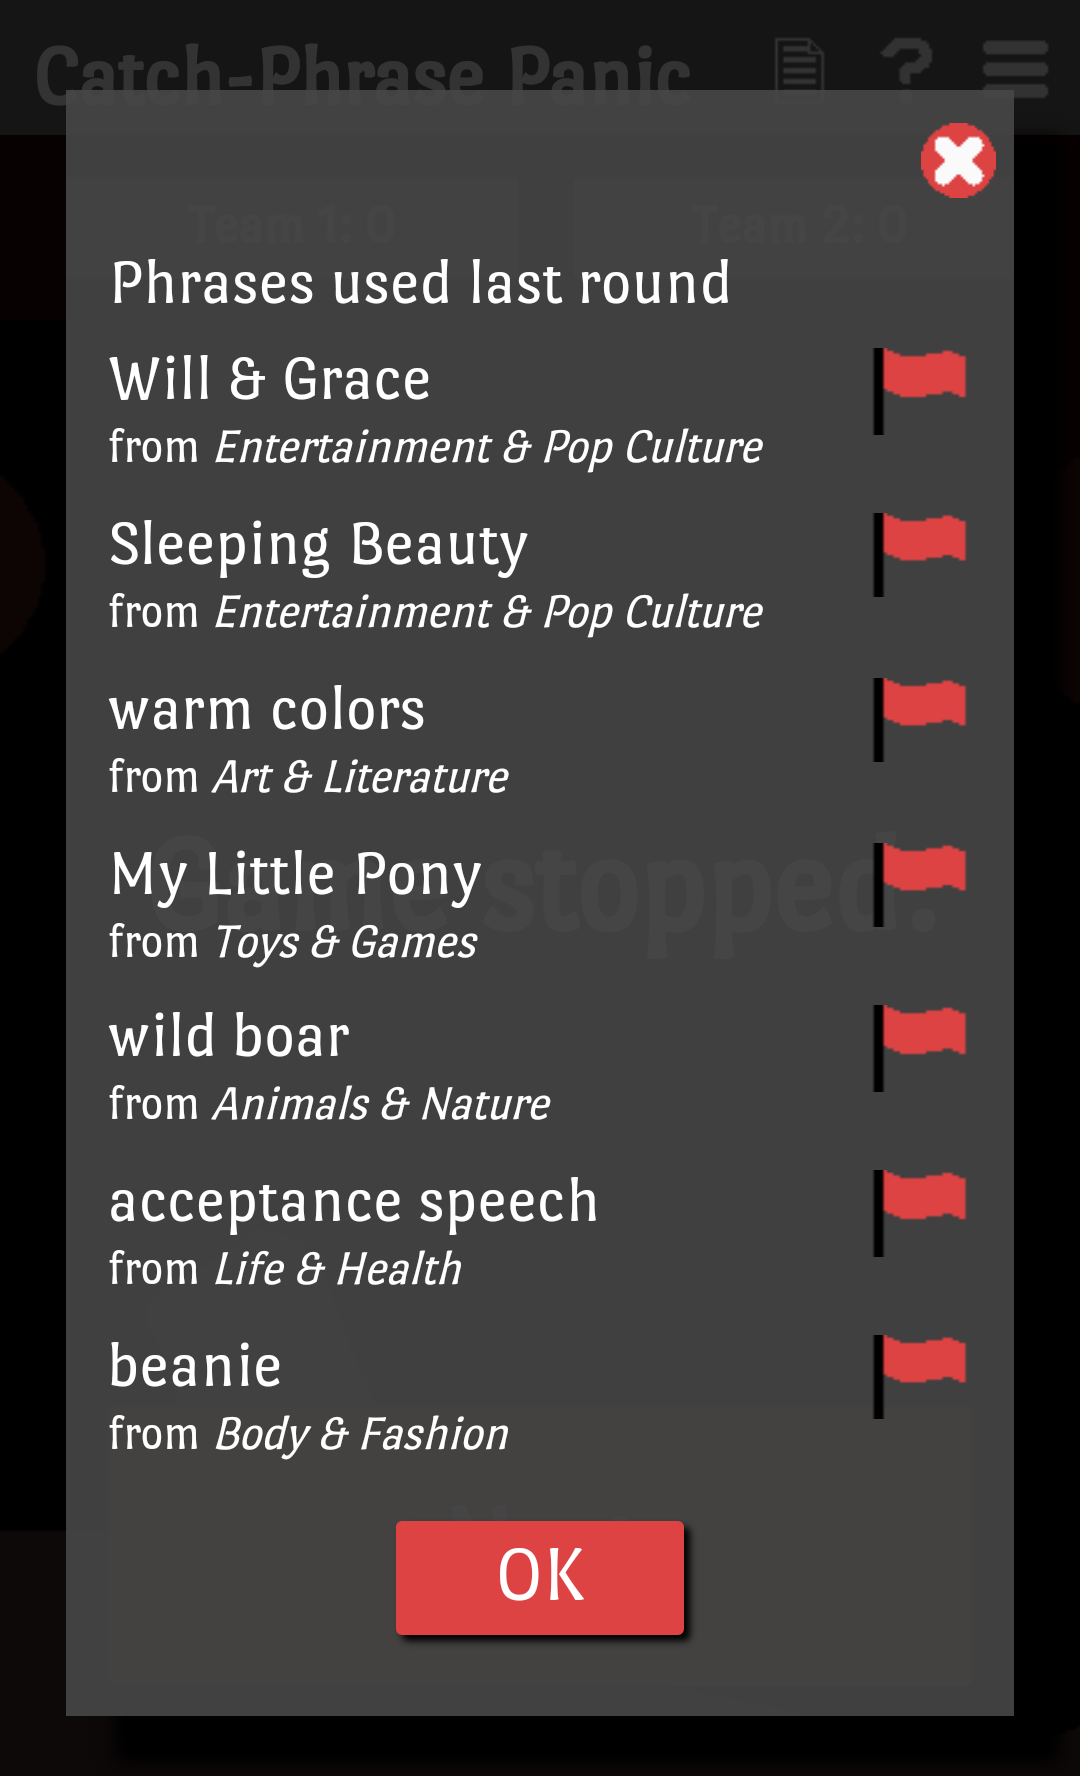 Catch-Phrase Panic
Team 1: 0
Team 2: 0
Phrases used last round
Will & Grace
from Entertainment & Pop Culture
Sleeping Beauty
from Entertainment & Pop Culture
warm colors
from Art & Literature
Game stopped.
My Little Pony
from Toys & Games
wild boar
from Animals & Nature
acceptance speech
from Life & Health
beanie
from Body & Fashion
OK